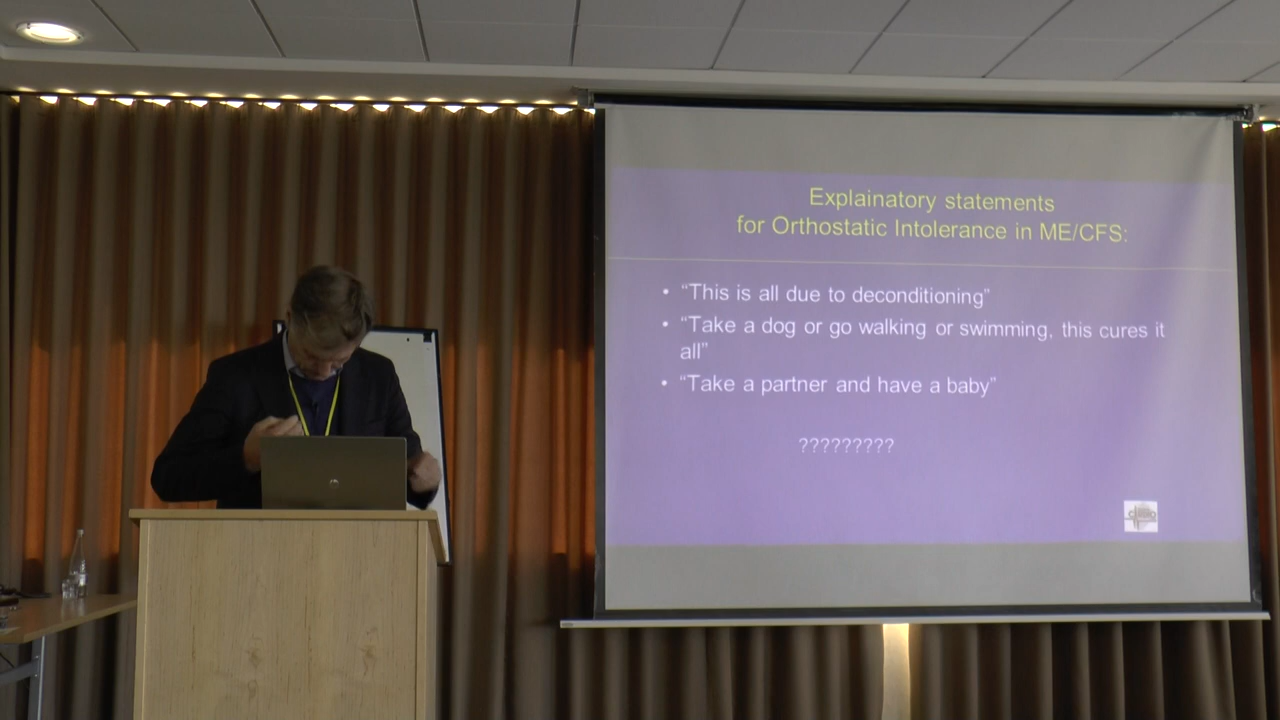 Explainatory statements
for Orthostatic Intolerance in ME/CFS:
• “This is all due to deconditioning”
• “Take a dog or go walking or swimming, this cures it
all”
• “Take a partner and have a baby”
?????????